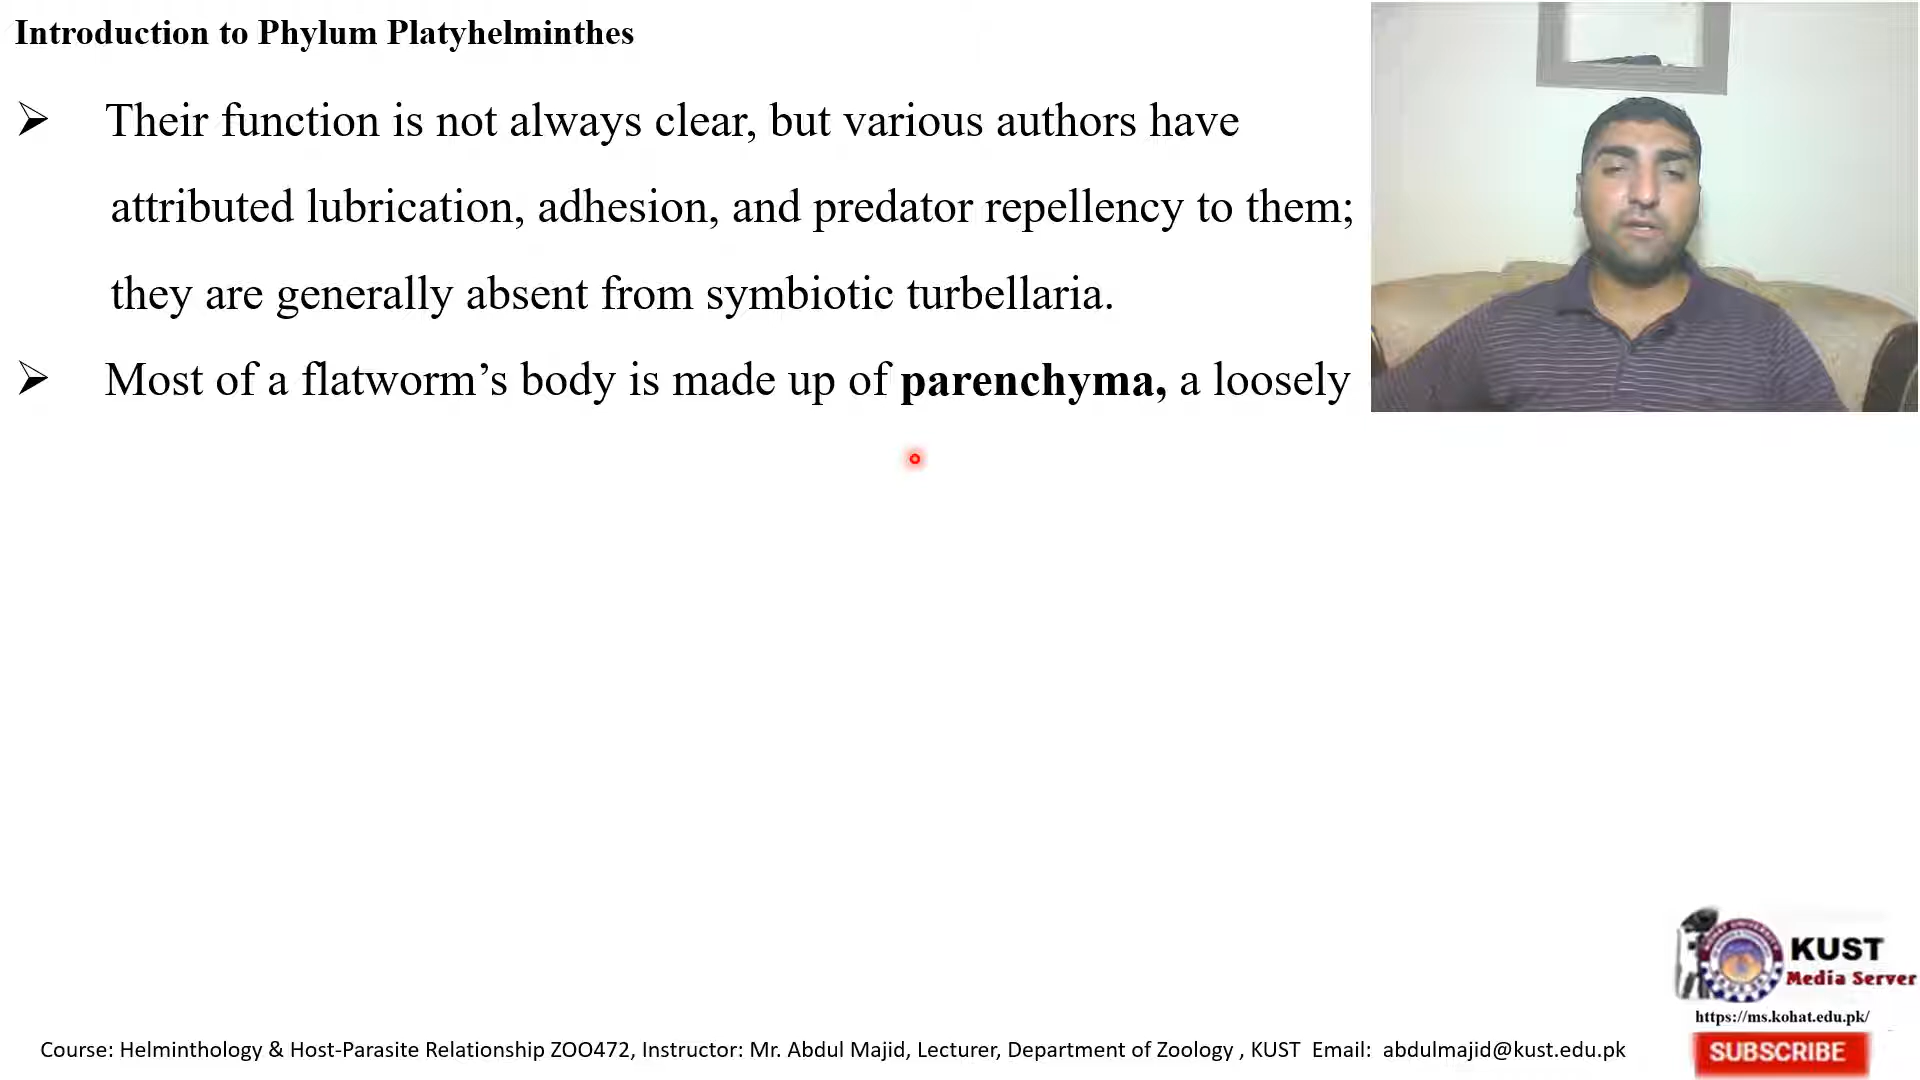 Introduction to Phylum Platyhelminthes
➢ Their function is not always clear, but various authors have
attributed lubrication, adhesion, and predator repellency to them;
they are generally absent from symbiotic turbellaria.
➢ Most of a flatworm’s body is made up of parenchyma, a loosely
KUST
Media Server
https://ms.kohat.edu.pk/
SUBSCRIBE
Course: Helminthology & Host-Parasite Relationship ZOO472, Instructor: Mr. Abdul Majid, Lecturer, Department of Zoology , KUST Email: abdulmajid@kust.edu.pk